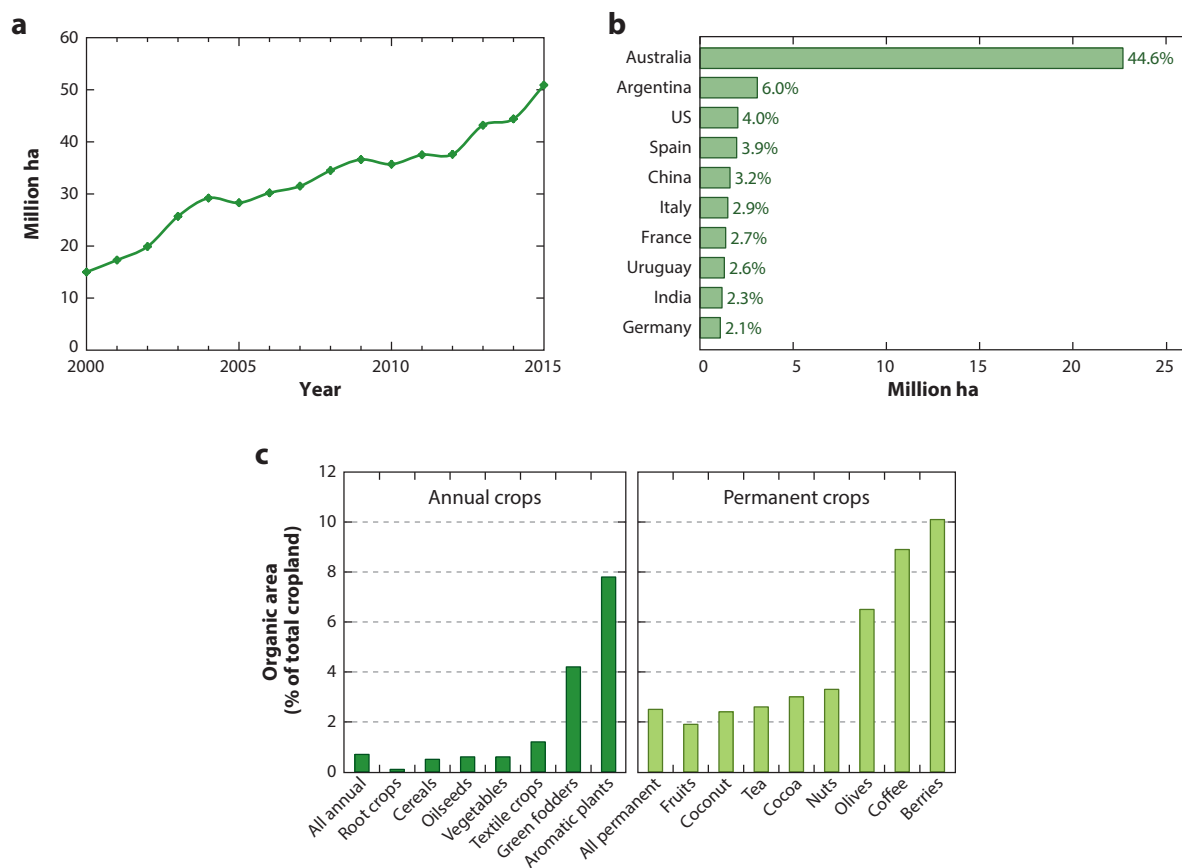 a
60
50
40
30
20
10
0
Million ha
2000
2005
2010
2015
Year
b
Australia
44.6%
Argentina
6.0%
US
4.0%
Spain
3.9%
China
3.2%
Italy
2.9%
France
2.7%
Uruguay
2.6%
India
2.3%
Germany
2.1%
0
5
10
15
20
25
Million ha
c
Organic area
(% of total cropland)
12
10
8
6
4
2
0
Annual crops
Permanent crops
All annual
Root crops
Cereals
Oilseeds
Vegetables
Textile crops
Green fodders
Aromatic plants
All permanent
Fruits
Coconut
Tea
Cocoa
Nuts
Olives
Coffee
Berries